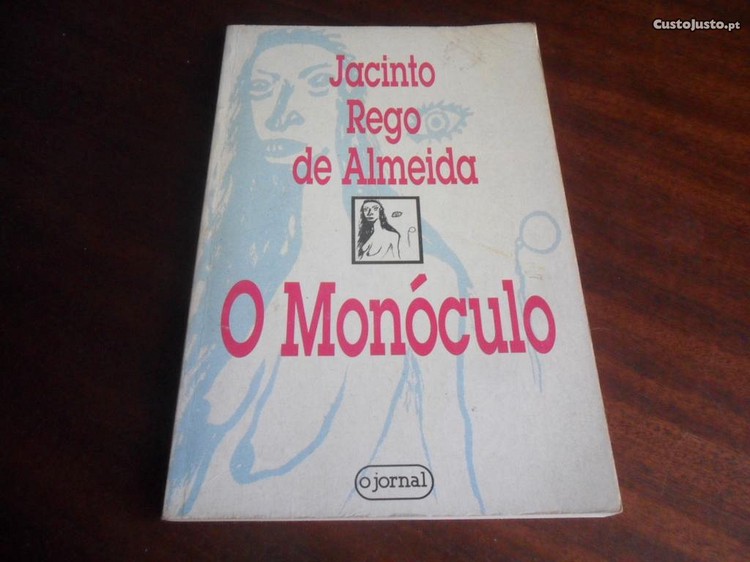 CustoJusto.pt
Jacinto
Rego
de Almeida
O Monóculo
o jornal